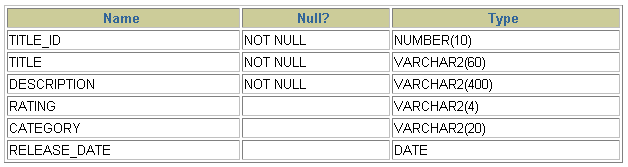 Name Null? Type
TITLE_ID NOT NULL NUMBER(10)
TITLE NOT NULL VARCHAR2(60)
DESCRIPTION NOT NULL VARCHAR2(400)
RATING VARCHAR2(4)
CATEGORY VARCHAR2(20)
RELEASE_DATE DATE